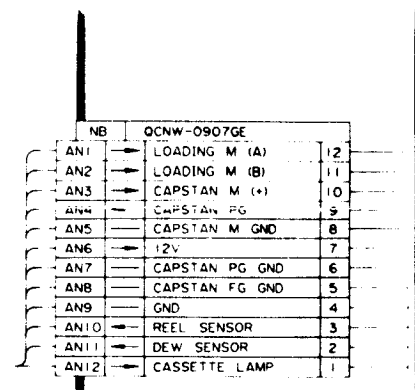 NB QCNW-0907GE
AN1 LOADING M (A) 12
AN2 LOADING M (B) 11
AN3 CAPSTAN M (+) 10
AN4 CAPSTAN FG 9
AN5 CAPSTAN M GND 8
AN6 12V 7
AN7 CAPSTAN PG GND 6
AN8 CAPSTAN FG GND 5
AN9 GND 4
AN10 REEL SENSOR 3
AN11 DEW SENSOR 2
AN12 CASSETTE LAMP 1